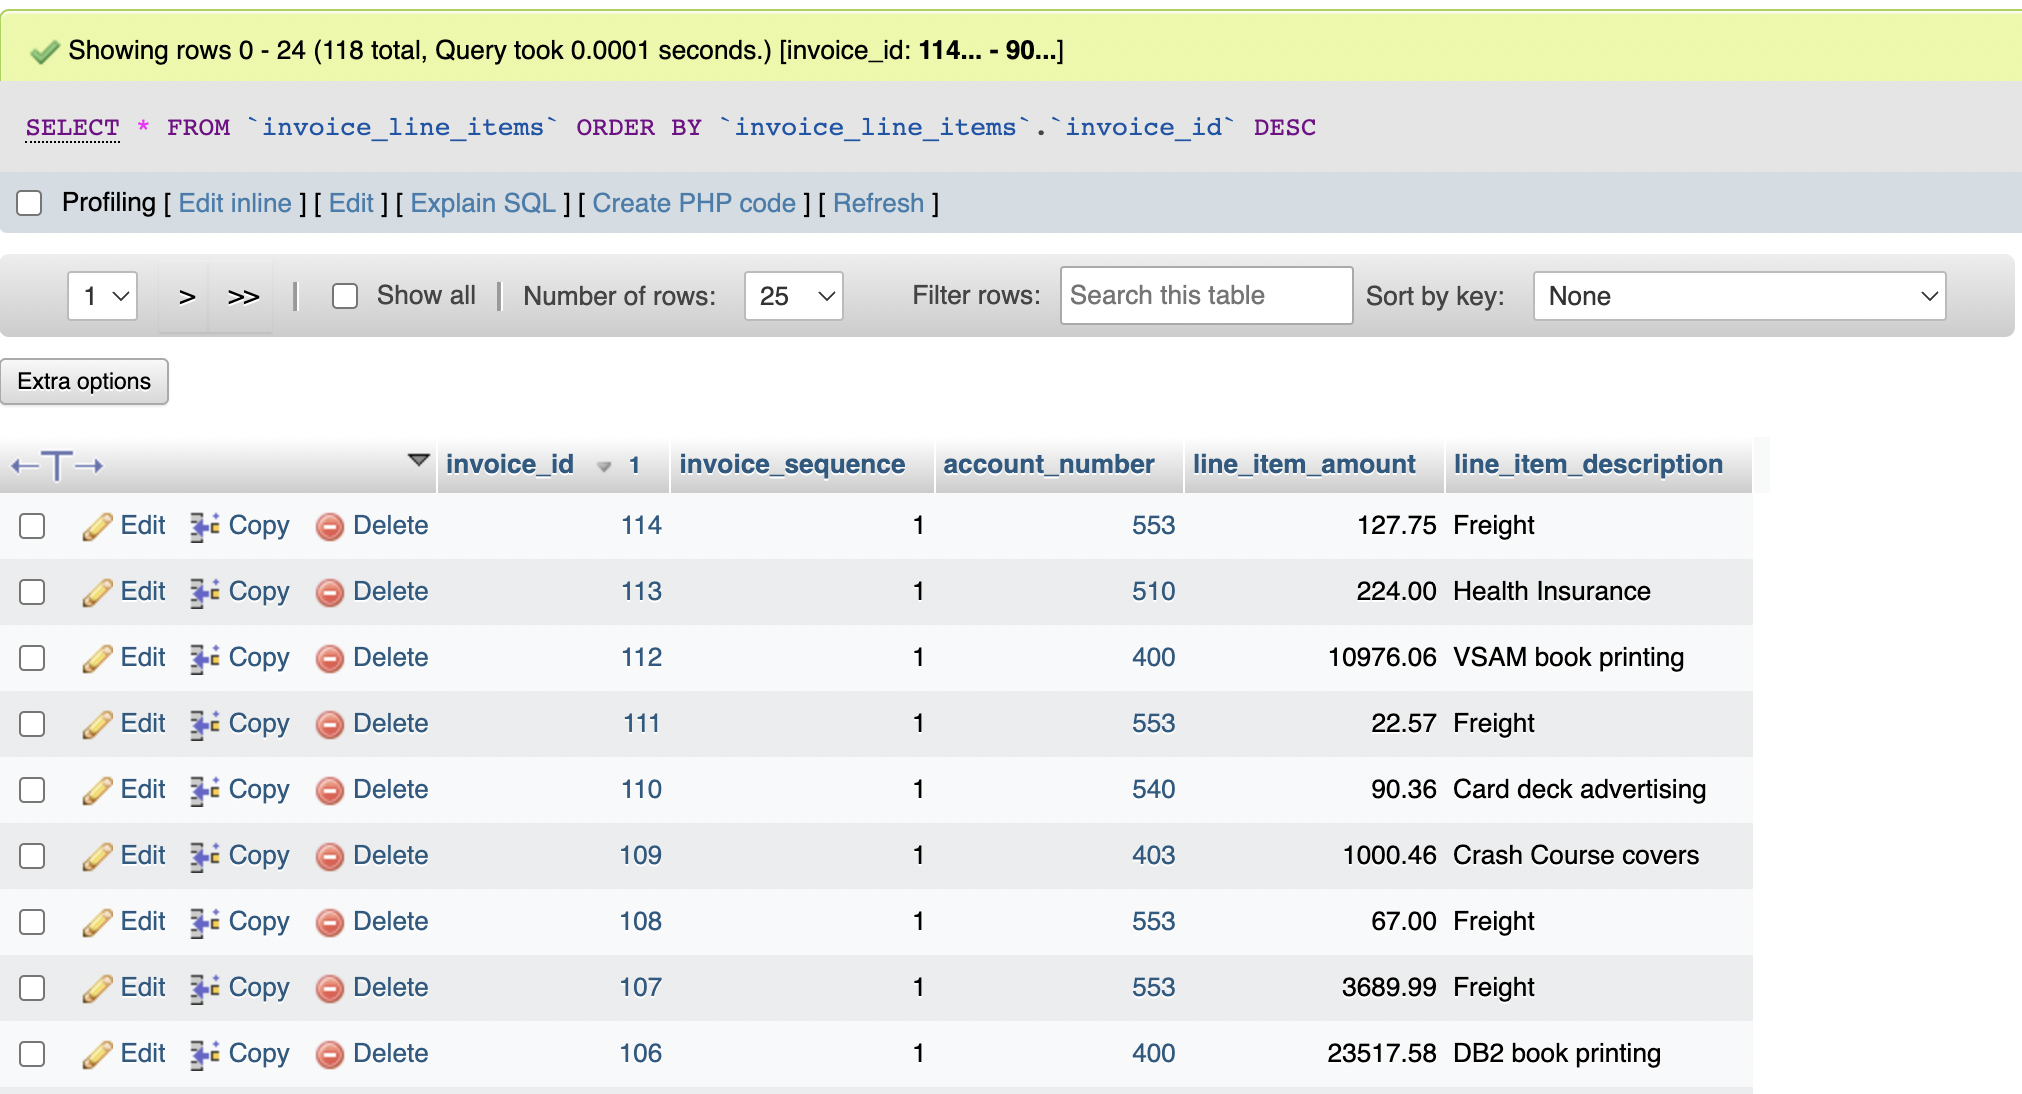 Showing rows 0 - 24 (118 total, Query took 0.0001 seconds.) [invoice_id: 114... - 90...]
SELECT * FROM `invoice_line_items` ORDER BY `invoice_line_items`.`invoice_id` DESC
Profiling [ Edit inline ] [ Edit ] [ Explain SQL ] [ Create PHP code ] [ Refresh ]
1 > >> | Show all | Number of rows: 25 Filter rows: Search this table Sort by key: None
Extra options
←T→ invoice_id 1 invoice_sequence account_number line_item_amount line_item_description
Edit Copy Delete 114 1 553 127.75 Freight
Edit Copy Delete 113 1 510 224.00 Health Insurance
Edit Copy Delete 112 1 400 10976.06 VSAM book printing
Edit Copy Delete 111 1 553 22.57 Freight
Edit Copy Delete 110 1 540 90.36 Card deck advertising
Edit Copy Delete 109 1 403 1000.46 Crash Course covers
Edit Copy Delete 108 1 553 67.00 Freight
Edit Copy Delete 107 1 553 3689.99 Freight
Edit Copy Delete 106 1 400 23517.58 DB2 book printing